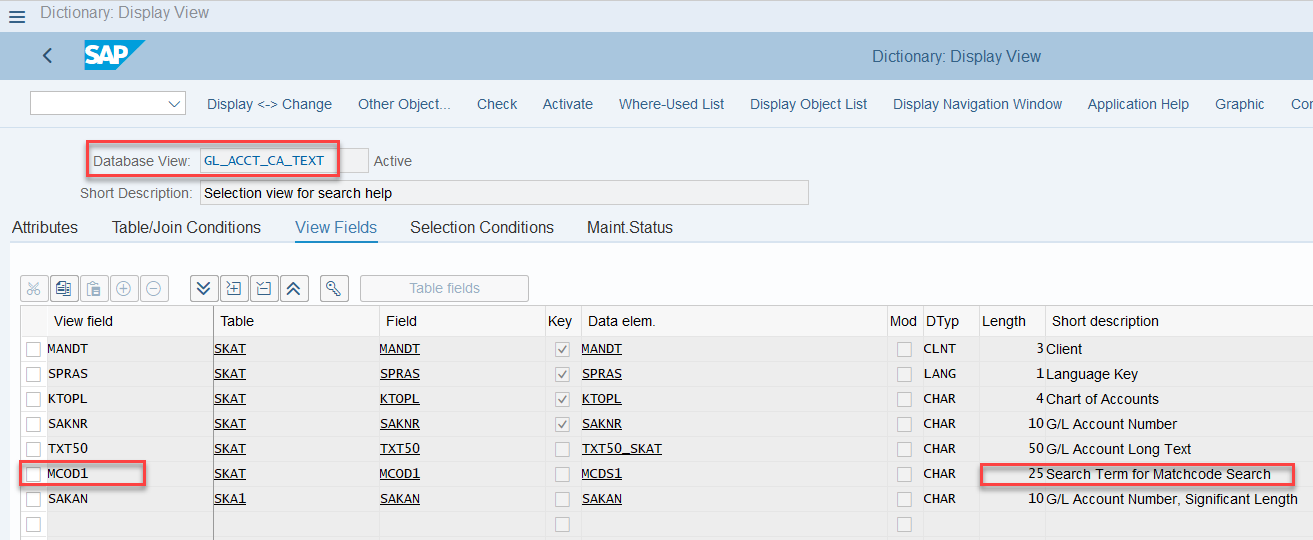 Dictionary: Display View
SAP Dictionary: Display View
Display <-> Change Other Object... Check Activate Where-Used List Display Object List Display Navigation Window Application Help Graphic
Database View: GL_ACCT_CA_TEXT Active
Short Description: Selection view for search help
Attributes Table/Join Conditions View Fields Selection Conditions Maint.Status
Table fields
View field Table Field Key Data elem. Mod DTyp Length Short description
MANDT SKAT MANDT MANDT CLNT 3 Client
SPRAS SKAT SPRAS SPRAS LANG 1 Language Key
KTOPL SKAT KTOPL KTOPL CHAR 4 Chart of Accounts
SAKNR SKAT SAKNR SAKNR CHAR 10 G/L Account Number
TXT50 SKAT TXT50 TXT50_SKAT CHAR 50 G/L Account Long Text
MCOD1 SKAT MCOD1 MCDS1 CHAR 25 Search Term for Matchcode Search
SAKAN SKA1 SAKAN SAKAN CHAR 10 G/L Account Number, Significant Length